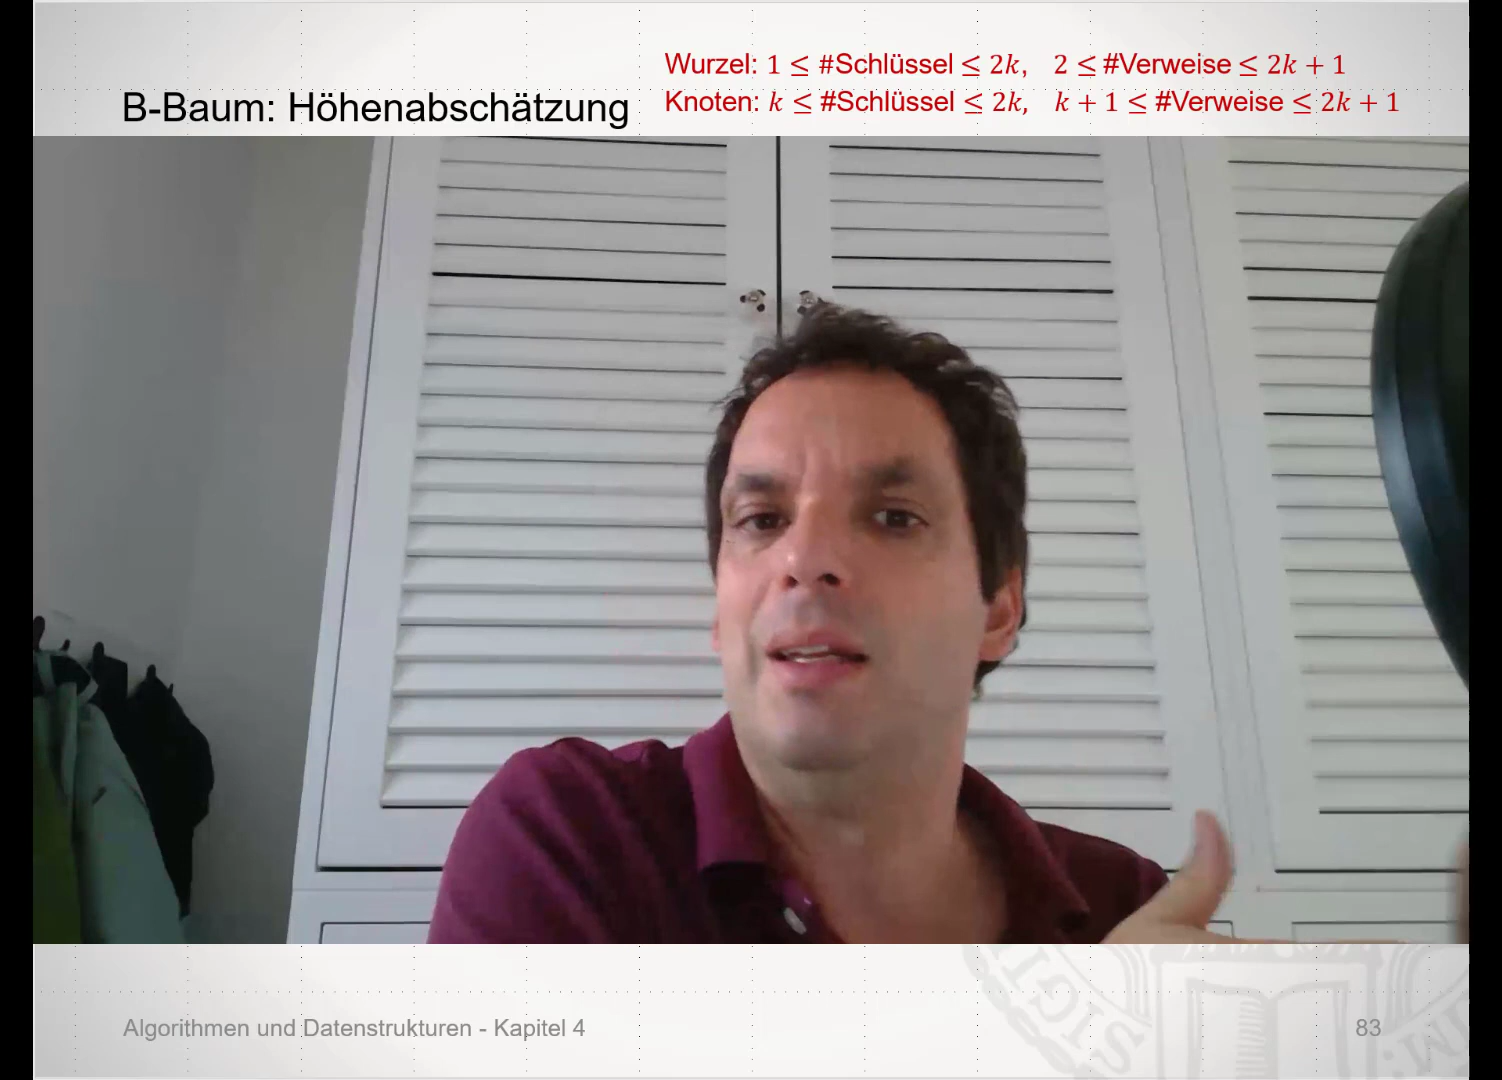 Wurzel: 1 ≤ #Schlüssel ≤ 2k, 2 ≤ #Verweise ≤ 2k + 1
B-Baum: Höhenabschätzung
Knoten: k ≤ #Schlüssel ≤ 2k, k + 1 ≤ #Verweise ≤ 2k + 1
Algorithmen und Datenstrukturen - Kapitel 4
83